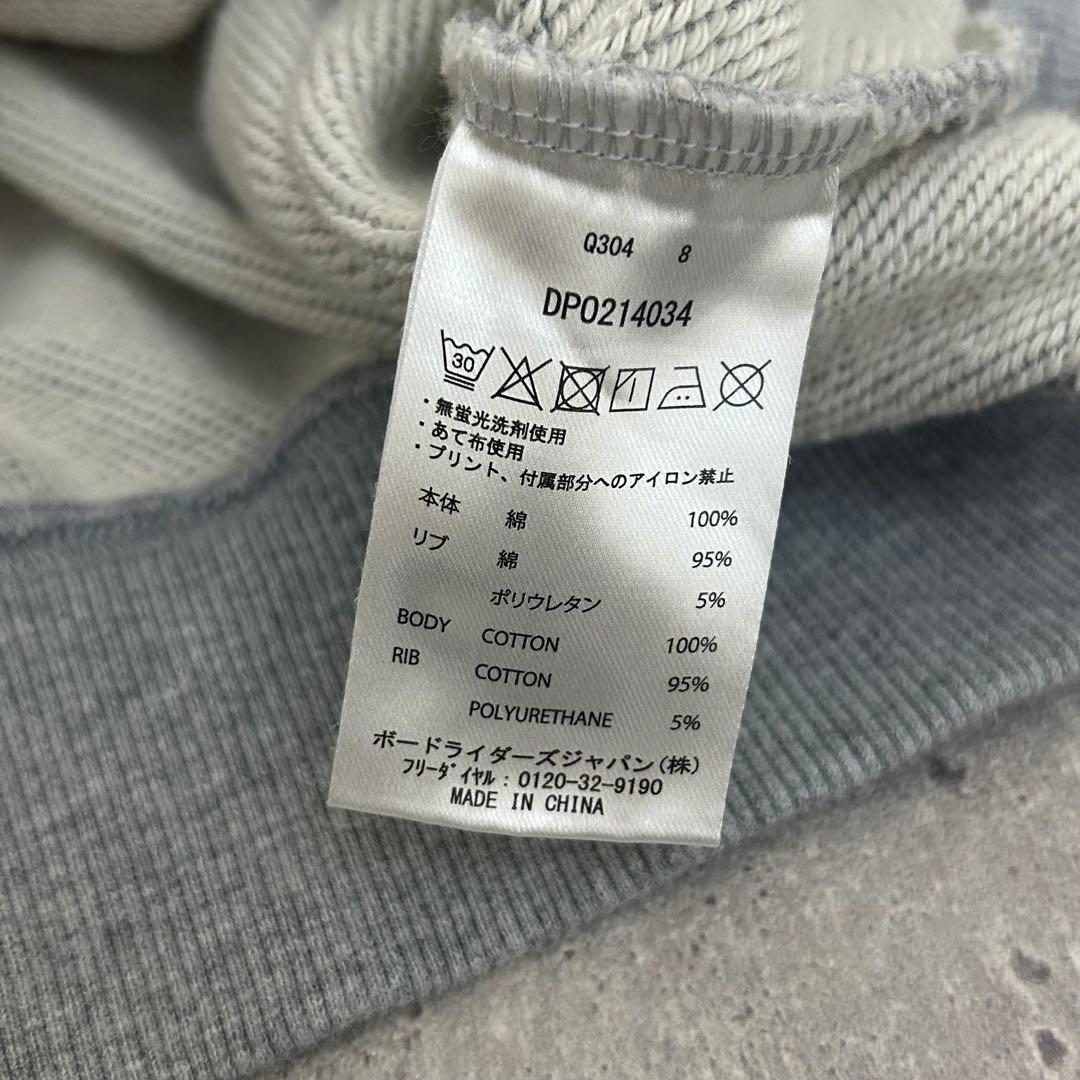 Q304 8
DPO214034
30
・無蛍光洗剤使用
・あて布使用
・プリント、付属部分へのアイロン禁止
本体 綿 100%
リブ 綿 95%
ポリウレタン 5%
BODY COTTON 100%
RIB COTTON 95%
POLYURETHANE 5%
ボードライダーズジャパン(株)
フリーダイヤル:0120-32-9190
MADE IN CHINA